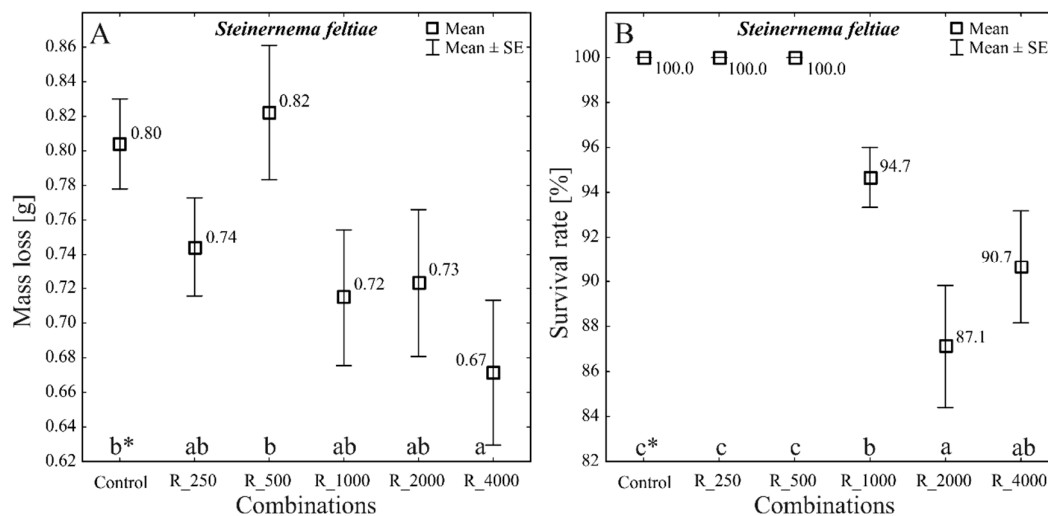 A
Steinernema feltiae
Mean
Mean ± SE
Mass loss [g]
0.86
0.84
0.82
0.80
0.78
0.76
0.74
0.72
0.70
0.68
0.66
0.64
0.62
0.80
0.74
0.82
0.72
0.73
0.67
b* ab b ab ab a
Control R_250 R_500 R_1000 R_2000 R_4000
Combinations
B
Steinernema feltiae
Mean
Mean ± SE
Survival rate [%]
100
98
96
94
92
90
88
86
84
82
100.0
100.0
100.0
94.7
87.1
90.7
c* c c b a ab
Control R_250 R_500 R_1000 R_2000 R_4000
Combinations